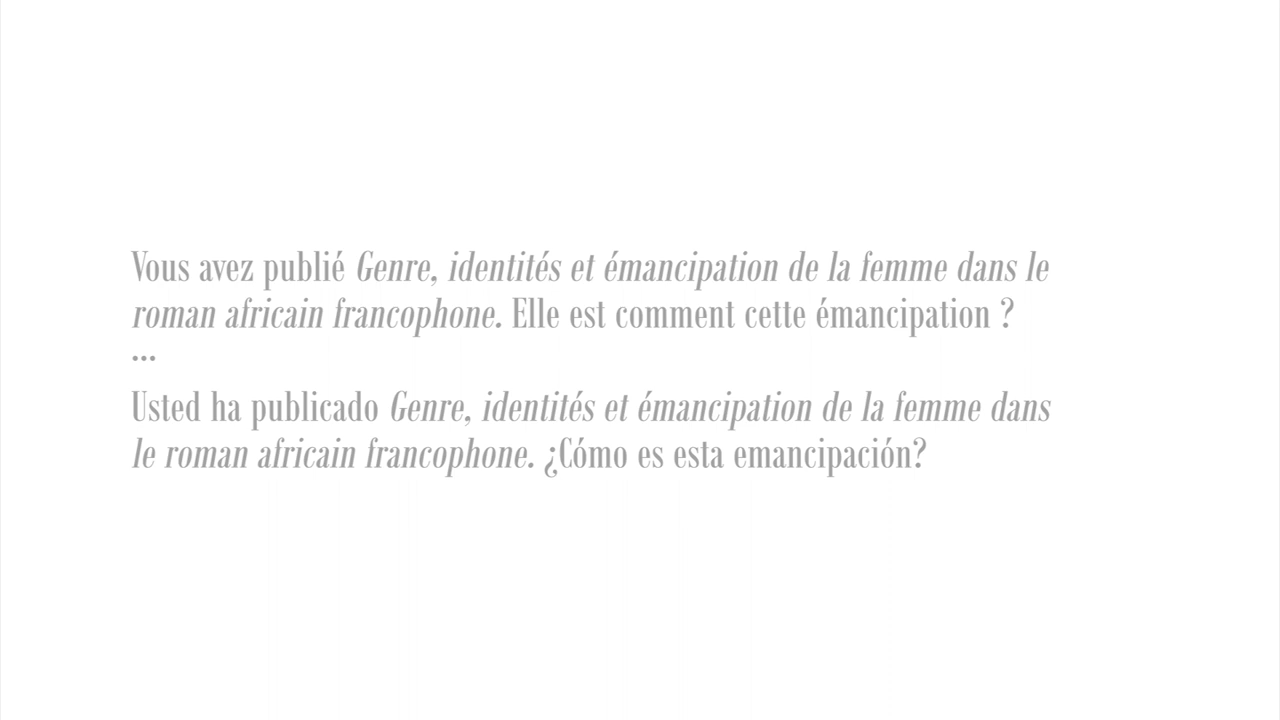 Vous avez publié Genre, identités et émancipation de la femme dans le
roman africain francophone. Elle est comment cette émancipation ?
...
Usted ha publicado Genre, identités et émancipation de la femme dans
le roman africain francophone. ¿Cómo es esta emancipación?